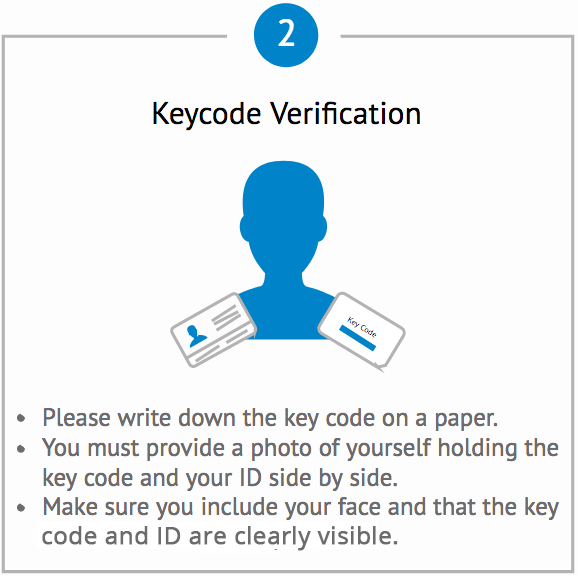 2
Keycode Verification
Key Code
• Please write down the key code on a paper.
• You must provide a photo of yourself holding the
key code and your ID side by side.
• Make sure you include your face and that the key
code and ID are clearly visible.